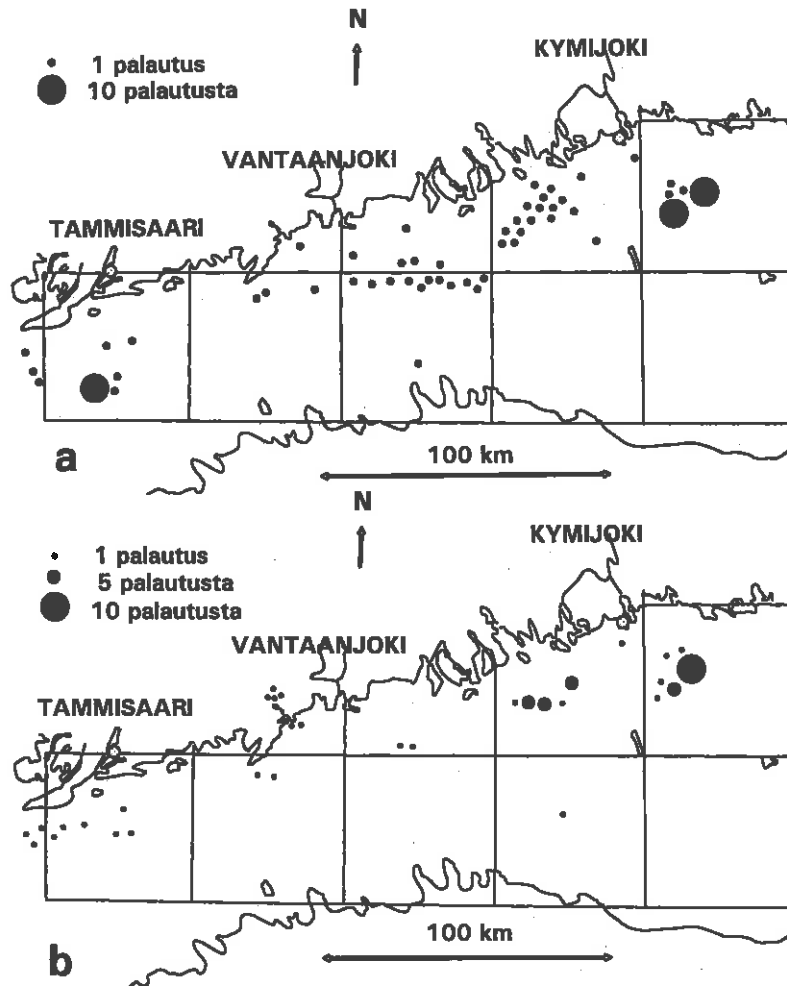 N
KYMIJOKI
1 palautus
10 palautusta
VANTAANJOKI
TAMMISAARI
a
100 km
N
KYMIJOKI
1 palautus
5 palautusta
10 palautusta
VANTAANJOKI
TAMMISAARI
b
100 km